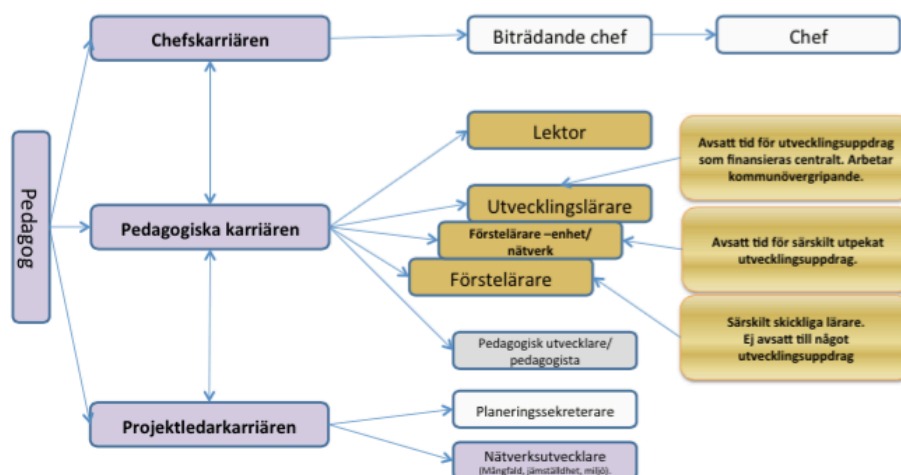 Chefskarriären
Biträdande chef
Chef
Pedagog
Lektor
Avsatt tid för utvecklingsuppdrag
som finansieras centralt. Arbetar
kommunövergripande.
Pedagogiska karriären
Utvecklingslärare
Förstelärare –enhet/
nätverk
Avsatt tid för särskilt utpekat
utvecklingsuppdrag.
Förstelärare
Särskilt skickliga lärare.
Ej avsatt till något
utvecklingsuppdrag
Pedagogisk utvecklare/
pedagogista
Projektledarkarriären
Planeringssekreterare
Nätverksutvecklare
(Mångfald, jämställdhet, miljö).